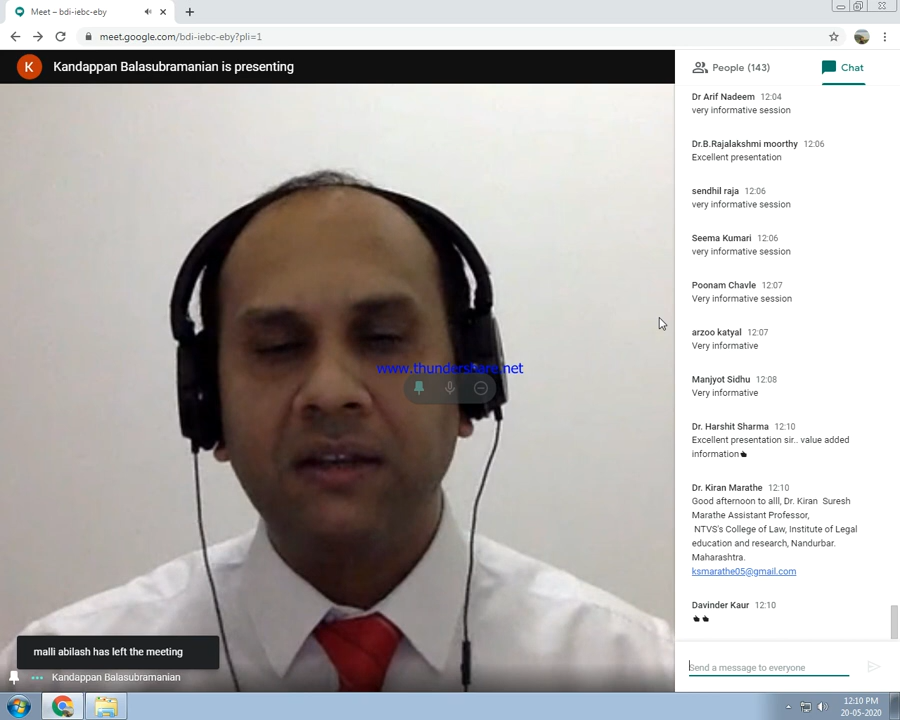 Meet – bdi-iebc-eby
meet.google.com/bdi-iebc-eby?pli=1
K
Kandappan Balasubramanian is presenting
www.thundershare.net
malli abilash has left the meeting
Kandappan Balasubramanian
People (143)
Chat
Dr Arif Nadeem 12:04
very informative session
Dr.B.Rajalakshmi moorthy 12:06
Excellent presentation
sendhil raja 12:06
very informative session
Seema Kumari 12:06
very informative session
Poonam Chavle 12:07
Very informative session
arzoo katyal 12:07
Very informative
Manjyot Sidhu 12:08
Very informative
Dr. Harshit Sharma 12:10
Excellent presentation sir.. value added
information
Dr. Kiran Marathe 12:10
Good afternoon to alll, Dr. Kiran Suresh
Marathe Assistant Professor,
NTVS's College of Law, Institute of Legal
education and research, Nandurbar.
Maharashtra.
ksmarathe05@gmail.com
Davinder Kaur 12:10
Send a message to everyone
12:10 PM
20-05-2020